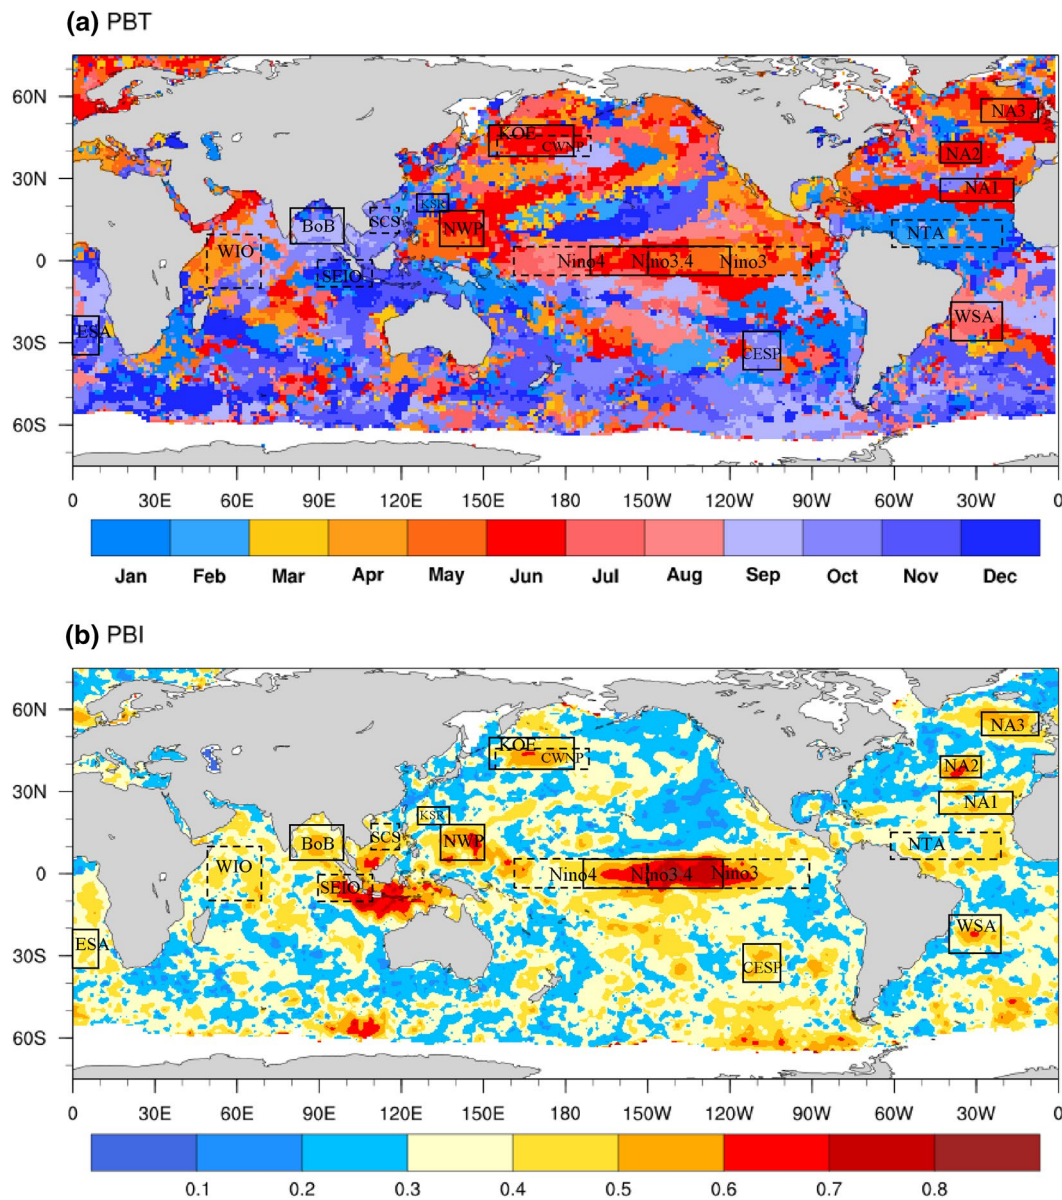 (a) PBT
60N
30N
0
30S
60S
KOE
CWNP
KSR
SCS
NWP
BoB
WIO
SEIO
ESA
Nino4
Nino3.4
Nino3
CESP
NA3
NA2
NA1
NTA
WSA
0 30E 60E 90E 120E 150E 180 150W 120W 90W 60W 30W 0
Jan Feb Mar Apr May Jun Jul Aug Sep Oct Nov Dec
(b) PBI
60N
30N
0
30S
60S
KOE
CWNP
KSR
SCS
NWP
BoB
WIO
SEIO
ESA
Nino4
Nino3.4
Nino3
CESP
NA3
NA2
NA1
NTA
WSA
0 30E 60E 90E 120E 150E 180 150W 120W 90W 60W 30W 0
0.1 0.2 0.3 0.4 0.5 0.6 0.7 0.8